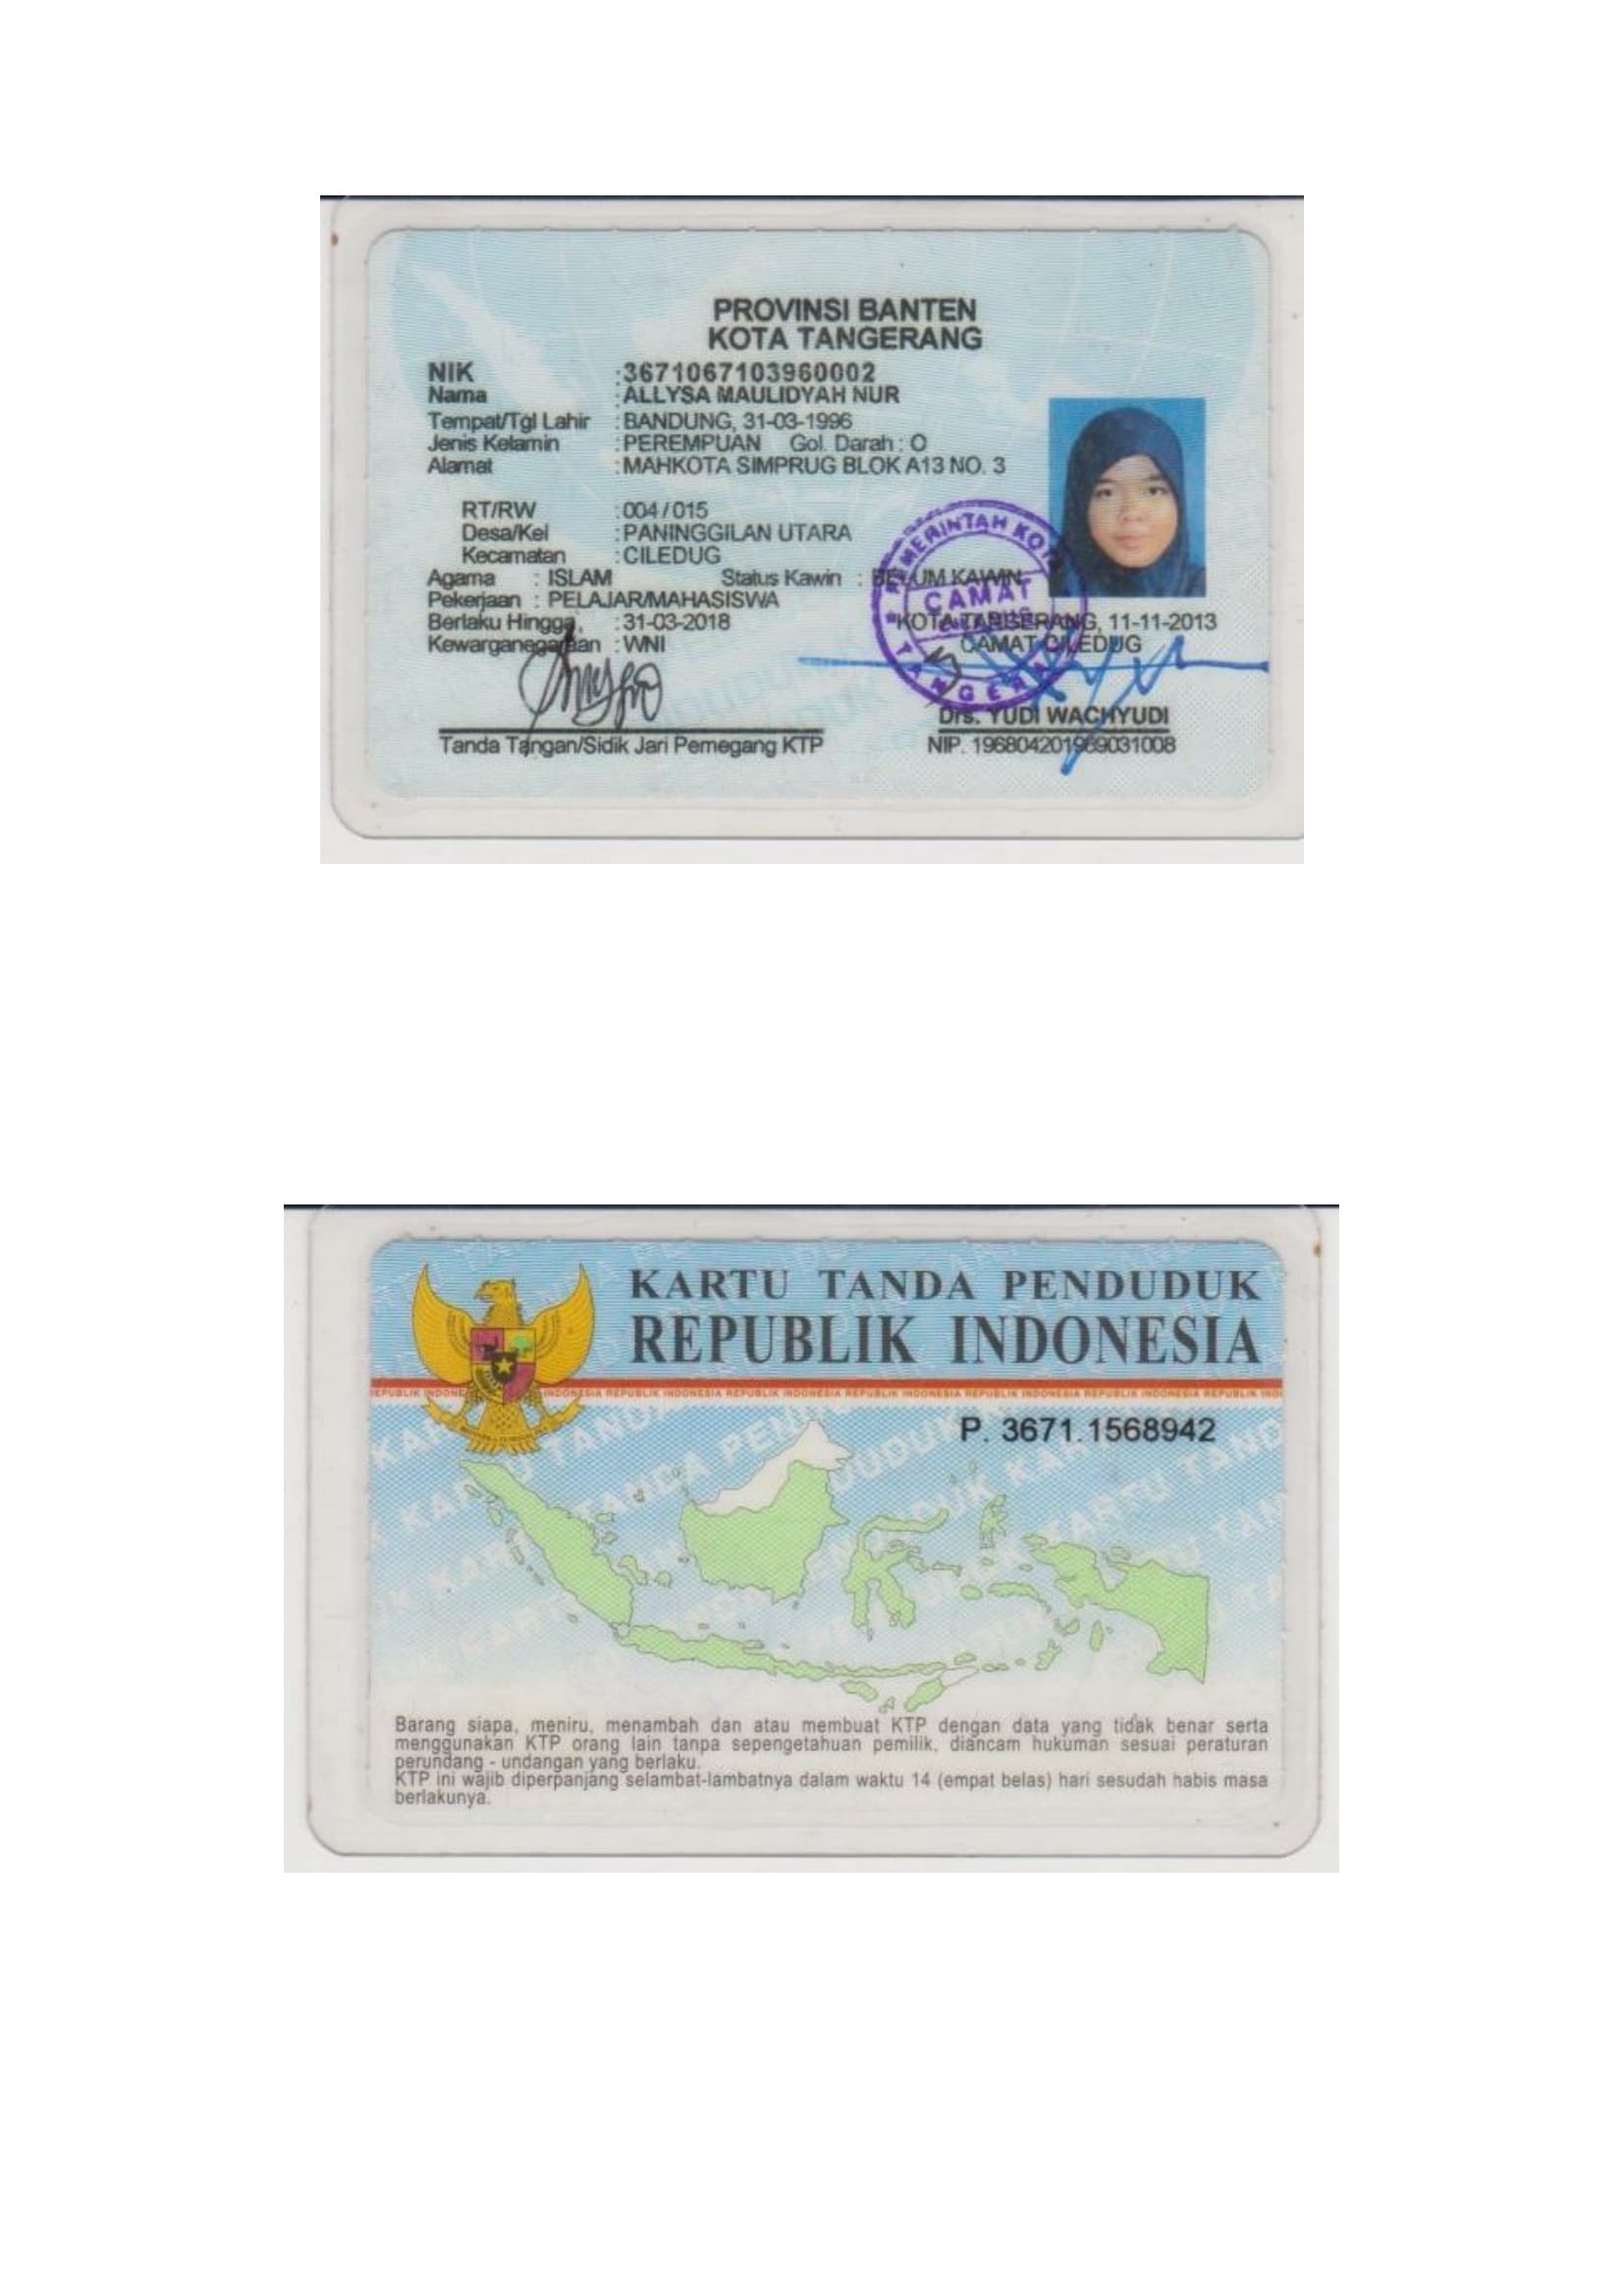 PROVINSI BANTEN
KOTA TANGERANG
NIK :3671067103960002
Nama :ALLYSA MAULIDYAH NUR
Tempat/Tgl Lahir :BANDUNG, 31-03-1996
Jenis Kelamin :PEREMPUAN Gol. Darah : O
Alamat :MAHKOTA SIMPRUG BLOK A13 NO. 3
RT/RW :004 / 015
Desa/Kel :PANINGGILAN UTARA
Kecamatan :CILEDUG
Agama : ISLAM Status Kawin : BELUM KAWIN
Pekerjaan : PELAJAR/MAHASISWA
Berlaku Hingga :31-03-2018
Kewarganegaraan :WNI
PEMERINTAH KOTA
CAMAT
TANGERANG
KOTA TANGERANG, 11-11-2013
CAMAT CILEDUG
Drs. YUDI WACHYUDI
NIP. 196804201989031008
Tanda Tangan/Sidik Jari Pemegang KTP
KARTU TANDA PENDUDUK
REPUBLIK INDONESIA
REPUBLIK INDONESIA REPUBLIK INDONESIA REPUBLIK INDONESIA REPUBLIK INDONESIA REPUBLIK INDONESIA REPUBLIK
P. 3671.1568942
Barang siapa, meniru, menambah dan atau membuat KTP dengan data yang tidak benar serta
menggunakan KTP orang lain tanpa sepengetahuan pemilik, diancam hukuman sesuai peraturan
perundang - undangan yang berlaku.
KTP ini wajib diperpanjang selambat-lambatnya dalam waktu 14 (empat belas) hari sesudah habis masa
berlakunya.